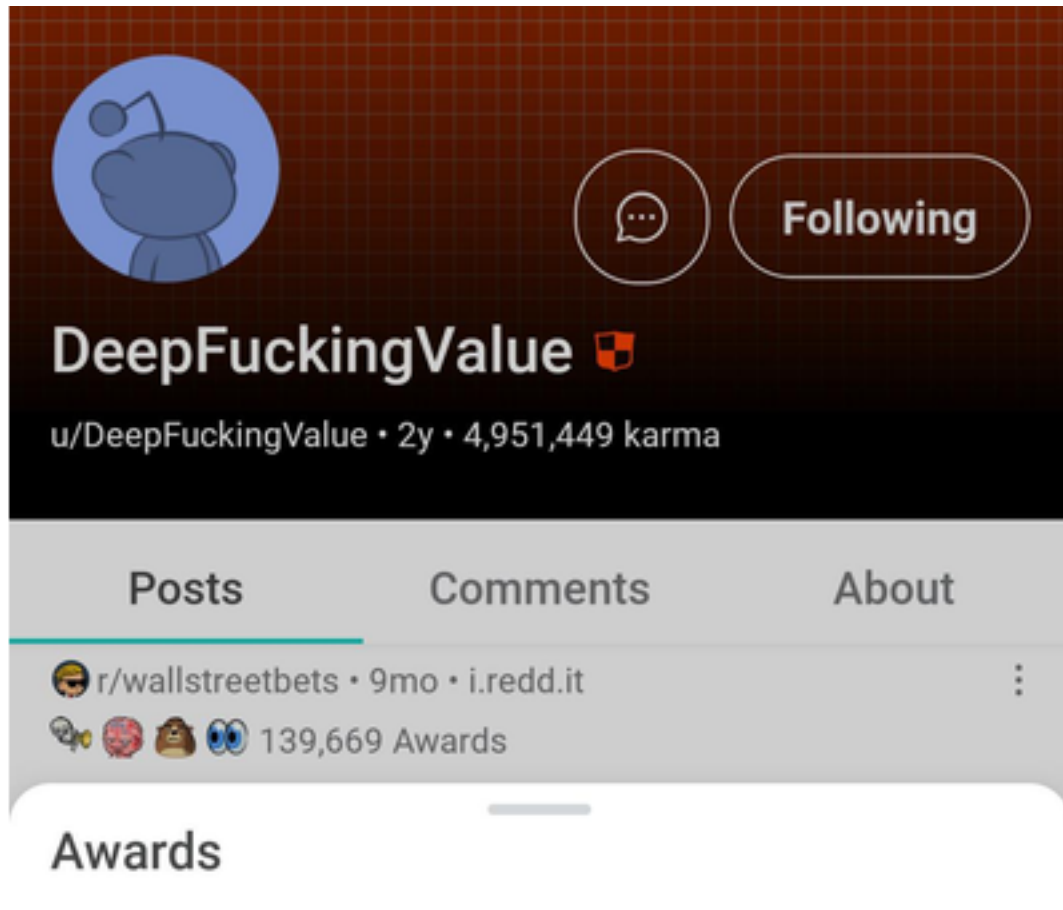 Following
DeepFuckingValue
u/DeepFuckingValue • 2y • 4,951,449 karma
Posts Comments About
r/wallstreetbets • 9mo • i.redd.it
139,669 Awards
Awards